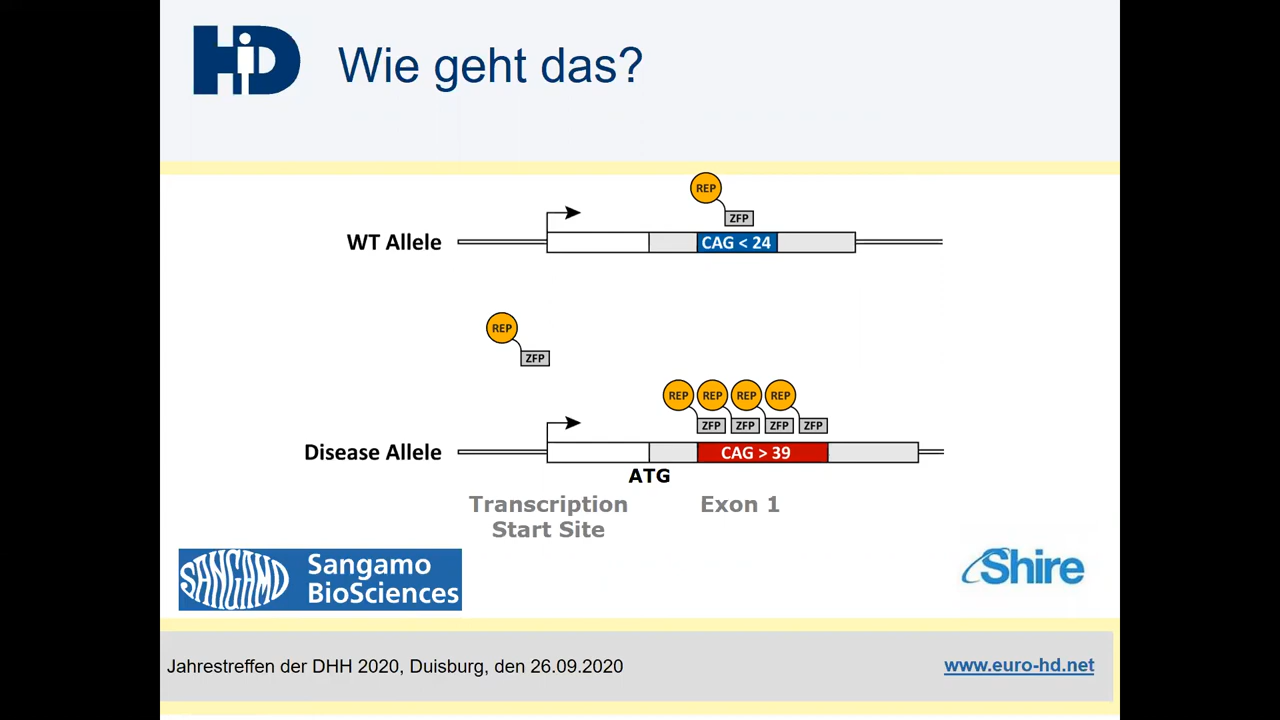 HD
Wie geht das?
REP
ZFP
WT Allele
CAG < 24
REP
ZFP
REP REP REP REP
ZFP ZFP ZFP ZFP
Disease Allele
CAG > 39
ATG
Transcription
Start Site
Exon 1
SANGAMO
Sangamo
BioSciences
Shire
Jahrestreffen der DHH 2020, Duisburg, den 26.09.2020
www.euro-hd.net